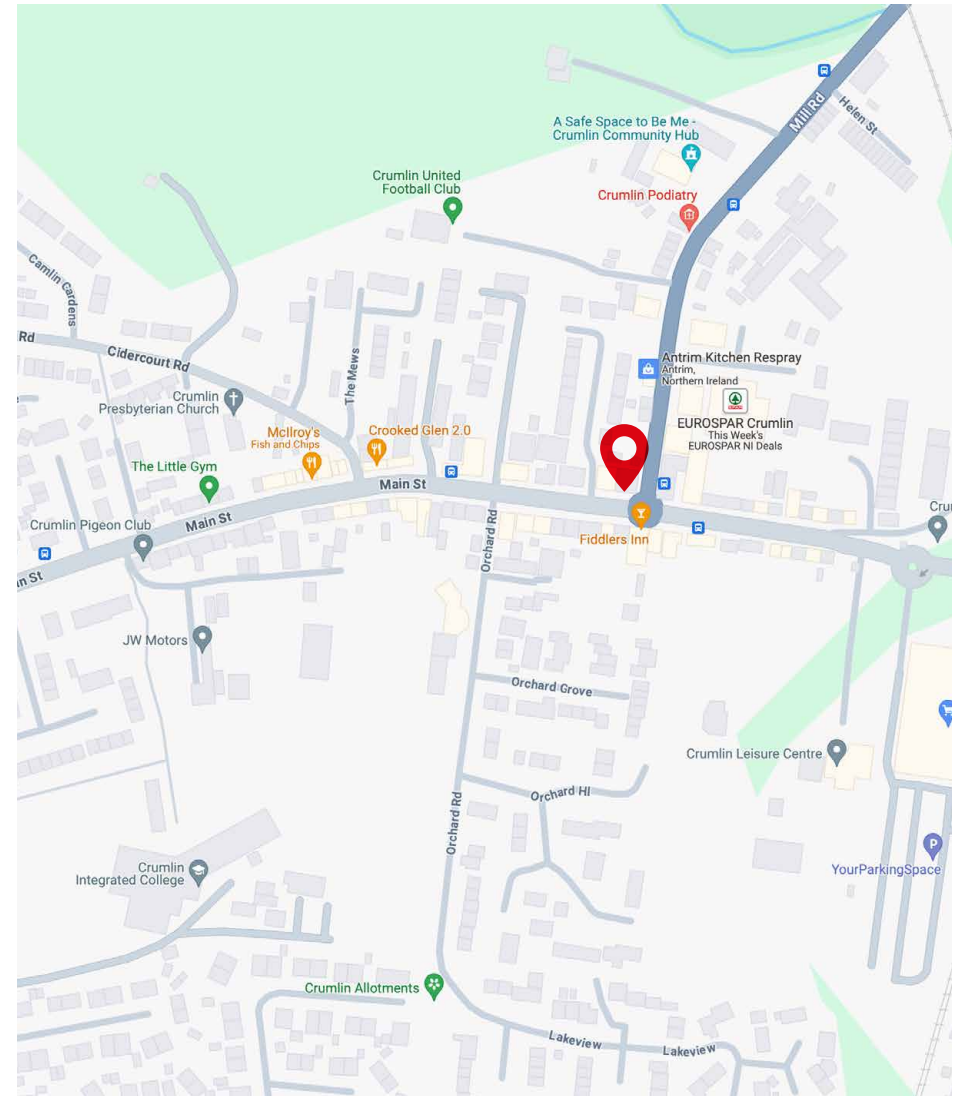 Mill Rd
Helen St
A Safe Space to Be Me -
Crumlin Community Hub
Crumlin United
Football Club
Crumlin Podiatry
Camlin Gardens
Rd
Cidercourt Rd
The Mews
Antrim Kitchen Respray
Antrim,
Northern Ireland
Crumlin
Presbyterian Church
SPAR
EUROSPAR Crumlin
This Week's
EUROSPAR NI Deals
McIlroy's
Fish and Chips
Crooked Glen 2.0
The Little Gym
Main St
Main St
Crumlin Pigeon Club
in St
Orchard Rd
Fiddlers Inn
Cru
JW Motors
Orchard Grove
Crumlin Leisure Centre
Orchard Hl
Orchard Rd
P
YourParkingSpace
Crumlin
Integrated College
Crumlin Allotments
Lakeview
Lakeview